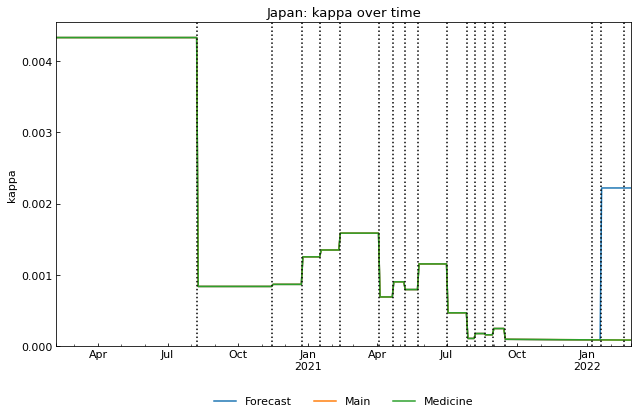 Japan: kappa over time
kappa
0.004
0.003
0.002
0.001
0.000
Apr Jul Oct Jan Apr Jul Oct Jan
2021 2022
Forecast Main Medicine